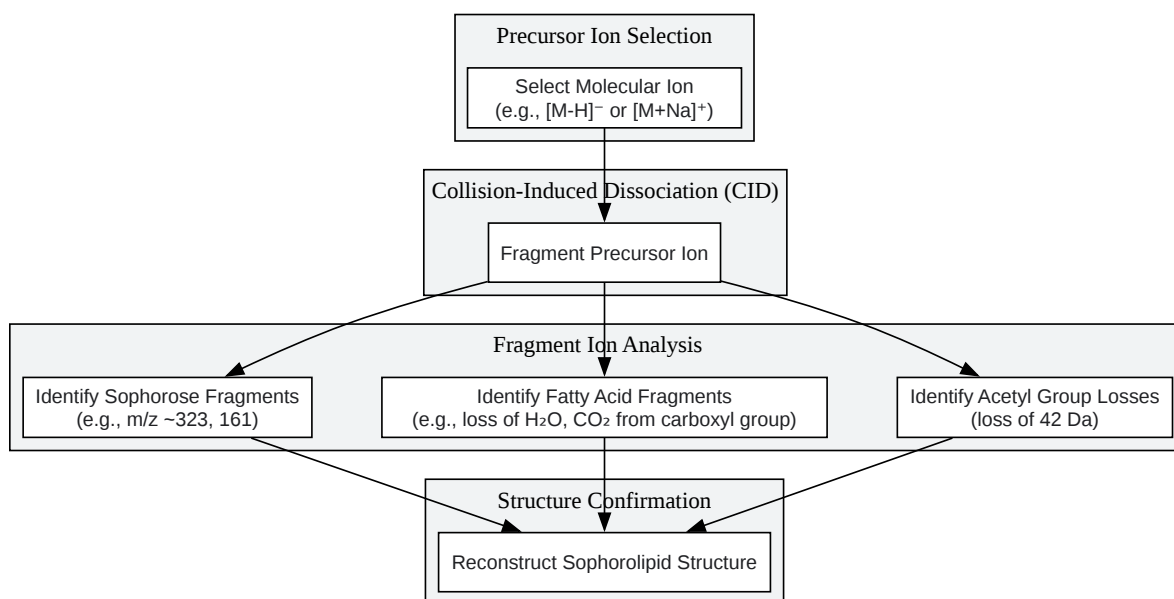 Precursor Ion Selection
Select Molecular Ion
(e.g., [M-H]⁻ or [M+Na]⁺)
Collision-Induced Dissociation (CID)
Fragment Precursor Ion
Fragment Ion Analysis
Identify Sophorose Fragments
(e.g., m/z ~323, 161)
Identify Fatty Acid Fragments
(e.g., loss of H₂O, CO₂ from carboxyl group)
Identify Acetyl Group Losses
(loss of 42 Da)
Structure Confirmation
Reconstruct Sophorolipid Structure